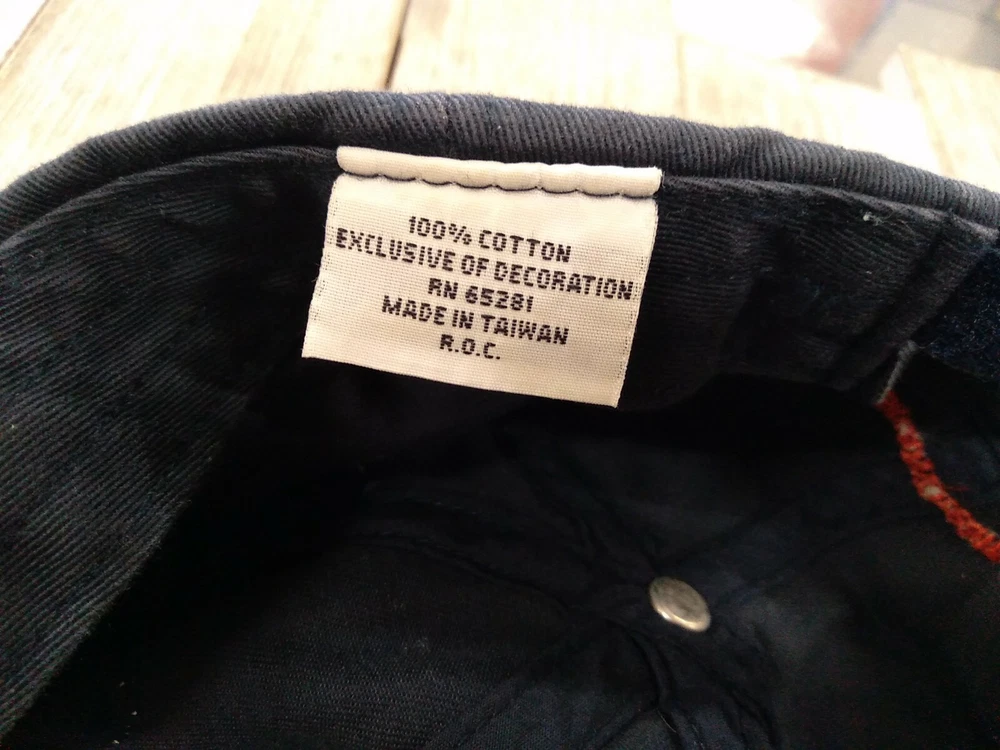 100% COTTON
EXCLUSIVE OF DECORATION
RN 65281
MADE IN TAIWAN
R.O.C.